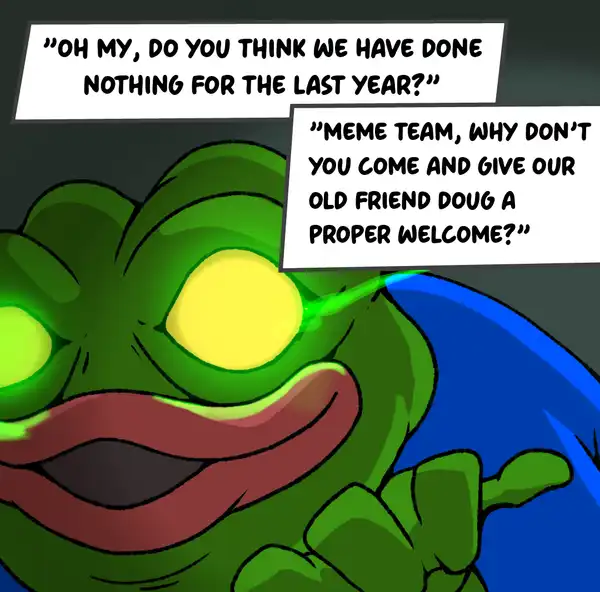 "OH MY, DO YOU THINK WE HAVE DONE
NOTHING FOR THE LAST YEAR?"
"MEME TEAM, WHY DON'T
YOU COME AND GIVE OUR
OLD FRIEND DOUG A
PROPER WELCOME?"